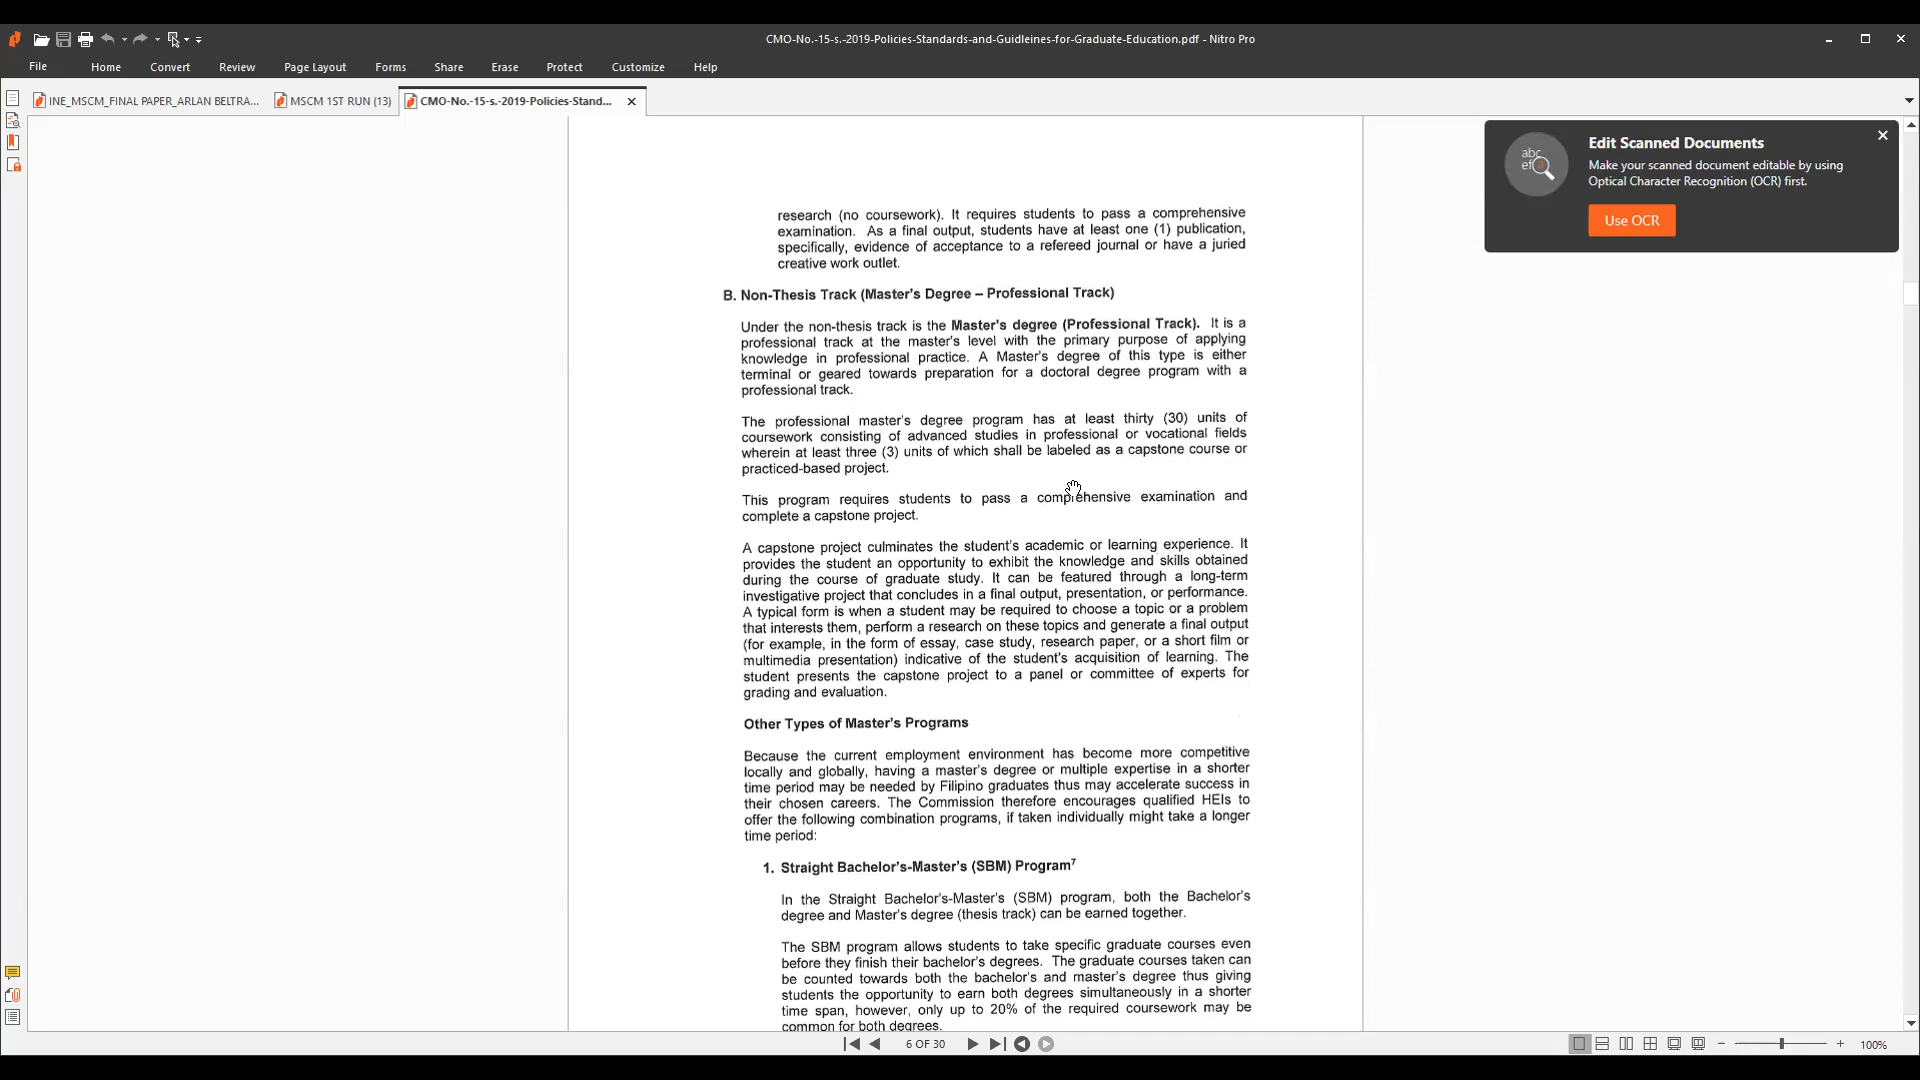 CMO-No.-15-s.-2019-Policies-Standards-and-Guidleines-for-Graduate-Education.pdf - Nitro Pro
File Home Convert Review Page Layout Forms Share Erase Protect Customize Help
INE_MSCM_FINAL PAPER_ARLAN BELTRA... MSCM 1ST RUN (13) CMO-No.-15-s.-2019-Policies-Stand...
Edit Scanned Documents
Make your scanned document editable by using
Optical Character Recognition (OCR) first.
Use OCR
research (no coursework). It requires students to pass a comprehensive
examination. As a final output, students have at least one (1) publication,
specifically, evidence of acceptance to a refereed journal or have a juried
creative work outlet.
B. Non-Thesis Track (Master's Degree – Professional Track)
Under the non-thesis track is the Master's degree (Professional Track). It is a
professional track at the master's level with the primary purpose of applying
knowledge in professional practice. A Master's degree of this type is either
terminal or geared towards preparation for a doctoral degree program with a
professional track.
The professional master's degree program has at least thirty (30) units of
coursework consisting of advanced studies in professional or vocational fields
wherein at least three (3) units of which shall be labeled as a capstone course or
practiced-based project.
This program requires students to pass a comprehensive examination and
complete a capstone project.
A capstone project culminates the student's academic or learning experience. It
provides the student an opportunity to exhibit the knowledge and skills obtained
during the course of graduate study. It can be featured through a long-term
investigative project that concludes in a final output, presentation, or performance.
A typical form is when a student may be required to choose a topic or a problem
that interests them, perform a research on these topics and generate a final output
(for example, in the form of essay, case study, research paper, or a short film or
multimedia presentation) indicative of the student's acquisition of learning. The
student presents the capstone project to a panel or committee of experts for
grading and evaluation.
Other Types of Master's Programs
Because the current employment environment has become more competitive
locally and globally, having a master's degree or multiple expertise in a shorter
time period may be needed by Filipino graduates thus may accelerate success in
their chosen careers. The Commission therefore encourages qualified HEIs to
offer the following combination programs, if taken individually might take a longer
time period:
1. Straight Bachelor's-Master's (SBM) Program7
In the Straight Bachelor's-Master's (SBM) program, both the Bachelor's
degree and Master's degree (thesis track) can be earned together.
The SBM program allows students to take specific graduate courses even
before they finish their bachelor's degrees. The graduate courses taken can
be counted towards both the bachelor's and master's degree thus giving
students the opportunity to earn both degrees simultaneously in a shorter
time span, however, only up to 20% of the required coursework may be
common for both degrees.
6 OF 30
100%